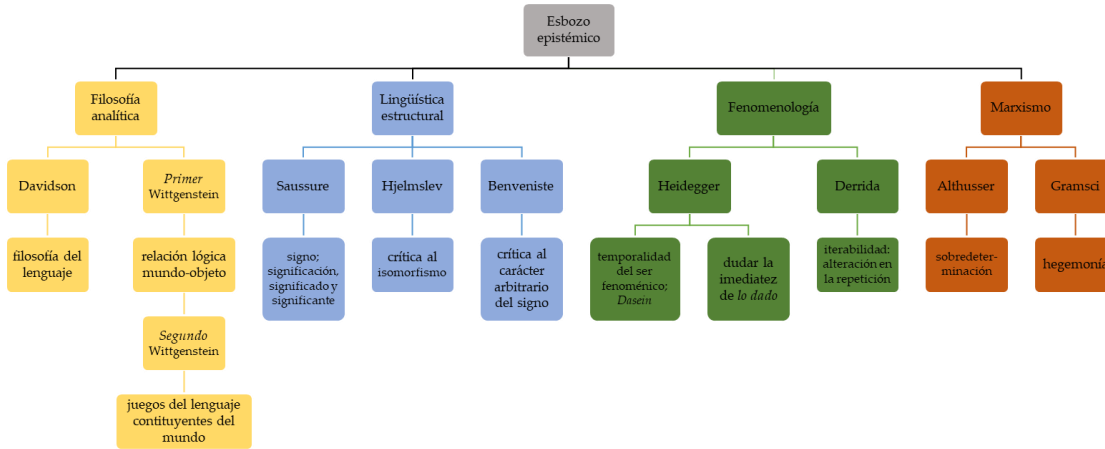 Esbozo
epistémico
Filosofía
analítica
Lingüística
estructural
Fenomenología
Marxismo
Davidson
Primer
Wittgenstein
Saussure
Hjelmslev
Benveniste
Heidegger
Derrida
Althusser
Gramsci
filosofía del
lenguaje
relación lógica
mundo-objeto
signo;
significación,
significado y
significante
crítica al
isomorfismo
crítica al
carácter
arbitrario
del signo
temporalidad
del ser
fenoménico;
Dasein
dudar la
imediatez
de lo dado
iterabilidad:
alteración en
la repetición
sobredeter-
minación
hegemonía
Segundo
Wittgenstein
juegos del lenguaje
contituyentes del
mundo